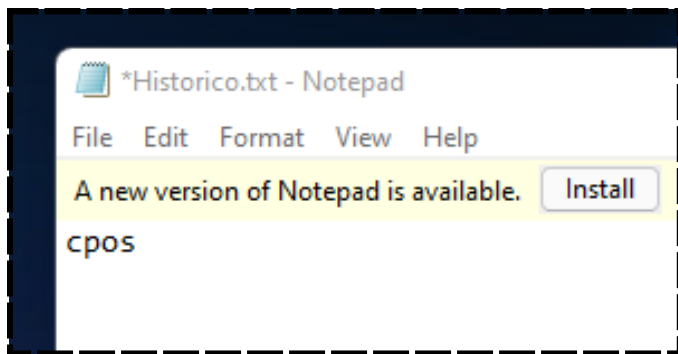 *Historico.txt - Notepad
File Edit Format View Help
A new version of Notepad is available. Install
cpos